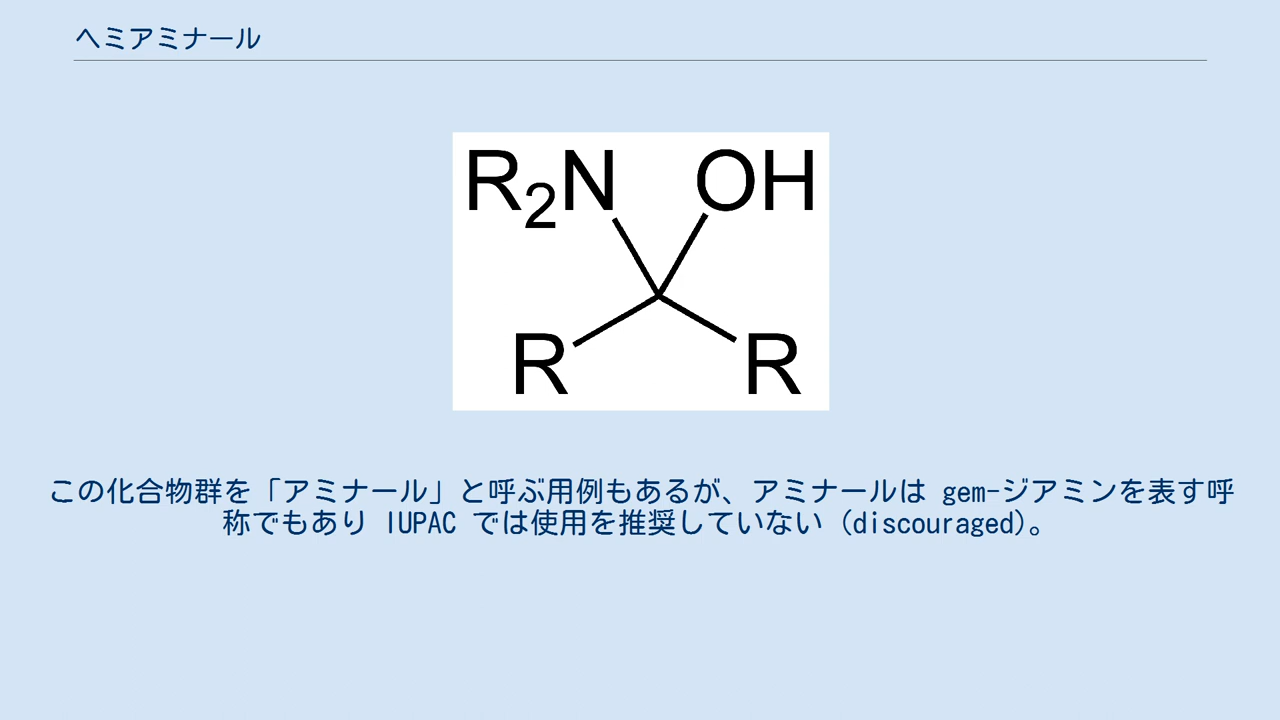 ヘミアミナール
R2N OH
R R
この化合物群を「アミナール」と呼ぶ用例もあるが、アミナールは gem-ジアミンを表す呼
称でもあり IUPAC では使用を推奨していない (discouraged)。